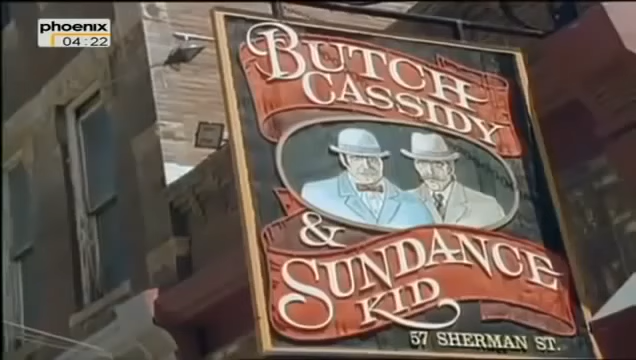 phoenix
04:22
BUTCH
CASSIDY
&
SUNDANCE
KID
57 SHERMAN ST.